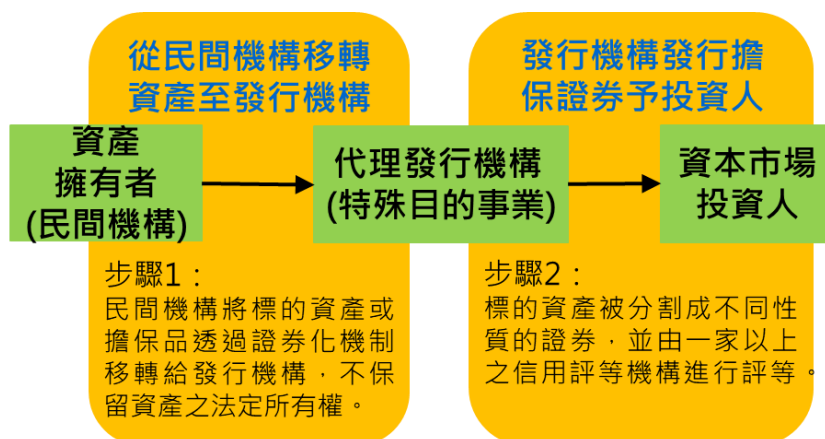 從民間機構移轉
資產至發行機構
發行機構發行擔
保證券予投資人
資產
擁有者
(民間機構)
代理發行機構
(特殊目的事業)
資本市場
投資人
步驟1：
民間機構將標的資產或
擔保品透過證券化機制
移轉給發行機構，不保
留資產之法定所有權。
步驟2：
標的資產被分割成不同性
質的證券，並由一家以上
之信用評等機構進行評等。